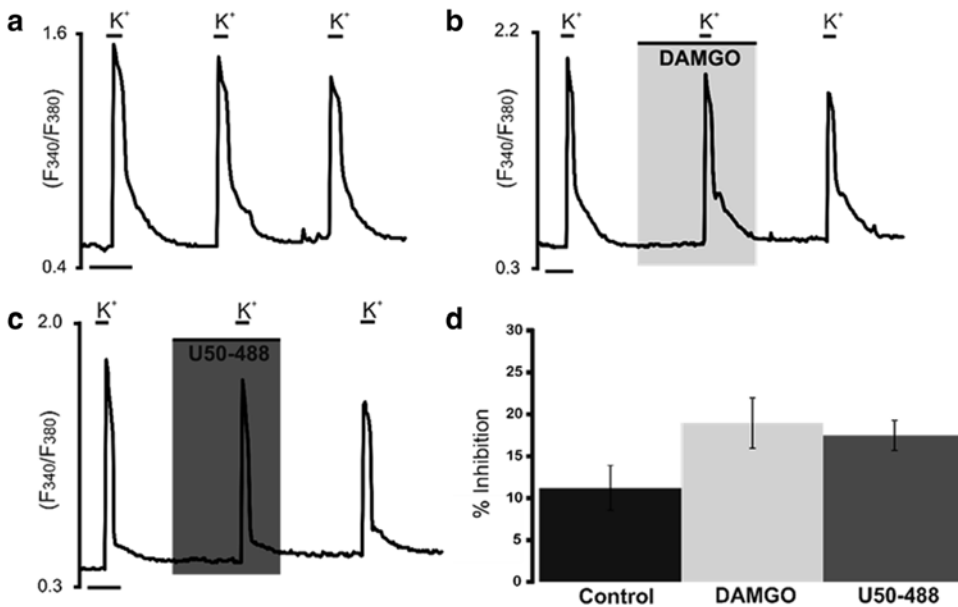 a
K⁺ K⁺ K⁺
1.6
(F340/F380)
0.4
b
K⁺ K⁺
2.2
DAMGO
(F340/F380)
0.3
c
K⁺ K⁺ K⁺
2.0
U50-488
(F340/F380)
0.3
d
30
25
20
15
10
5
0
% Inhibition
Control DAMGO U50-488